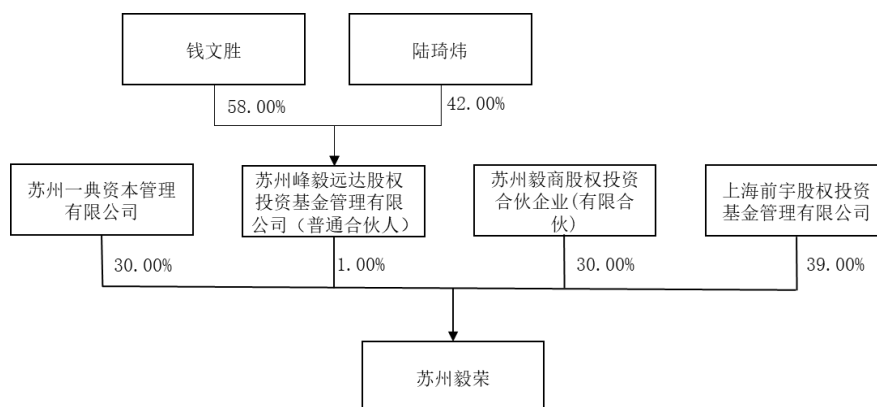 钱文胜
陆琦炜
58.00%
42.00%
苏州一典资本管理
有限公司
苏州峰毅远达股权
投资基金管理有限
公司（普通合伙人）
苏州毅商股权投资
合伙企业(有限合
伙)
上海前宇股权投资
基金管理有限公司
30.00%
1.00%
30.00%
39.00%
苏州毅荣